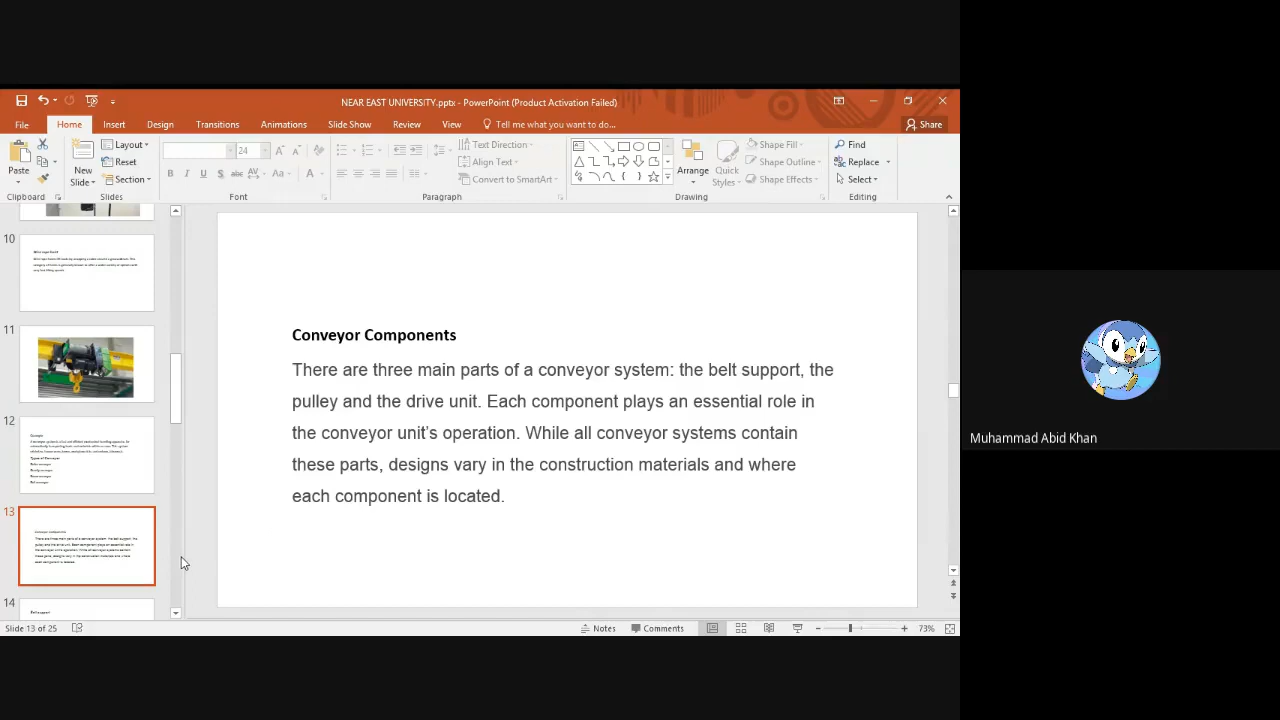 NEAR EAST UNIVERSITY.pptx - PowerPoint (Product Activation Failed)
File Home Insert Design Transitions Animations Slide Show Review View Tell me what you want to do... Share
Paste
New
Slide
Layout
Reset
Section
24
B I U S abc AV Aa A
Text Direction
Align Text
Convert to SmartArt
Arrange
Quick
Styles
Shape Fill
Shape Outline
Shape Effects
Find
Replace
Select
Clipboard Slides Font Paragraph Drawing Editing
10
11
12
13
14
Conveyor Components
There are three main parts of a conveyor system: the belt support, the
pulley and the drive unit. Each component plays an essential role in
the conveyor unit's operation. While all conveyor systems contain
these parts, designs vary in the construction materials and where
each component is located.
Slide 13 of 25
Notes
Comments
73%
Muhammad Abid Khan